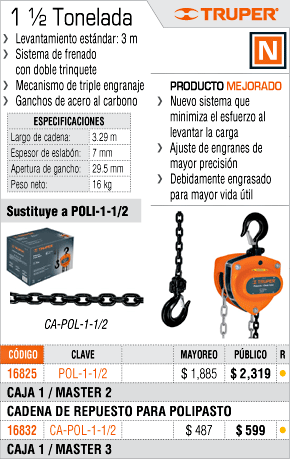 1 ½ Tonelada
Levantamiento estándar: 3 m
Sistema de frenado
con doble trinquete
Mecanismo de triple engranaje
Ganchos de acero al carbono
ESPECIFICACIONES
Largo de cadena: 3.29 m
Espesor de eslabón: 7 mm
Apertura de gancho: 29.5 mm
Peso neto: 16 kg
Sustituye a POLI-1-1/2
TRUPER®
N
PRODUCTO MEJORADO
Nuevo sistema que
minimiza el esfuerzo al
levantar la carga
Ajuste de engranes de
mayor precisión
Debidamente engrasado
para mayor vida útil
TRUPER
CA-POL-1-1/2
CÓDIGO CLAVE MAYOREO PÚBLICO R
16825 POL-1-1/2 $ 1,885 $ 2,319
CAJA 1 / MASTER 2
CADENA DE REPUESTO PARA POLIPASTO
16832 CA-POL-1-1/2 $ 487 $ 599
CAJA 1 / MASTER 3